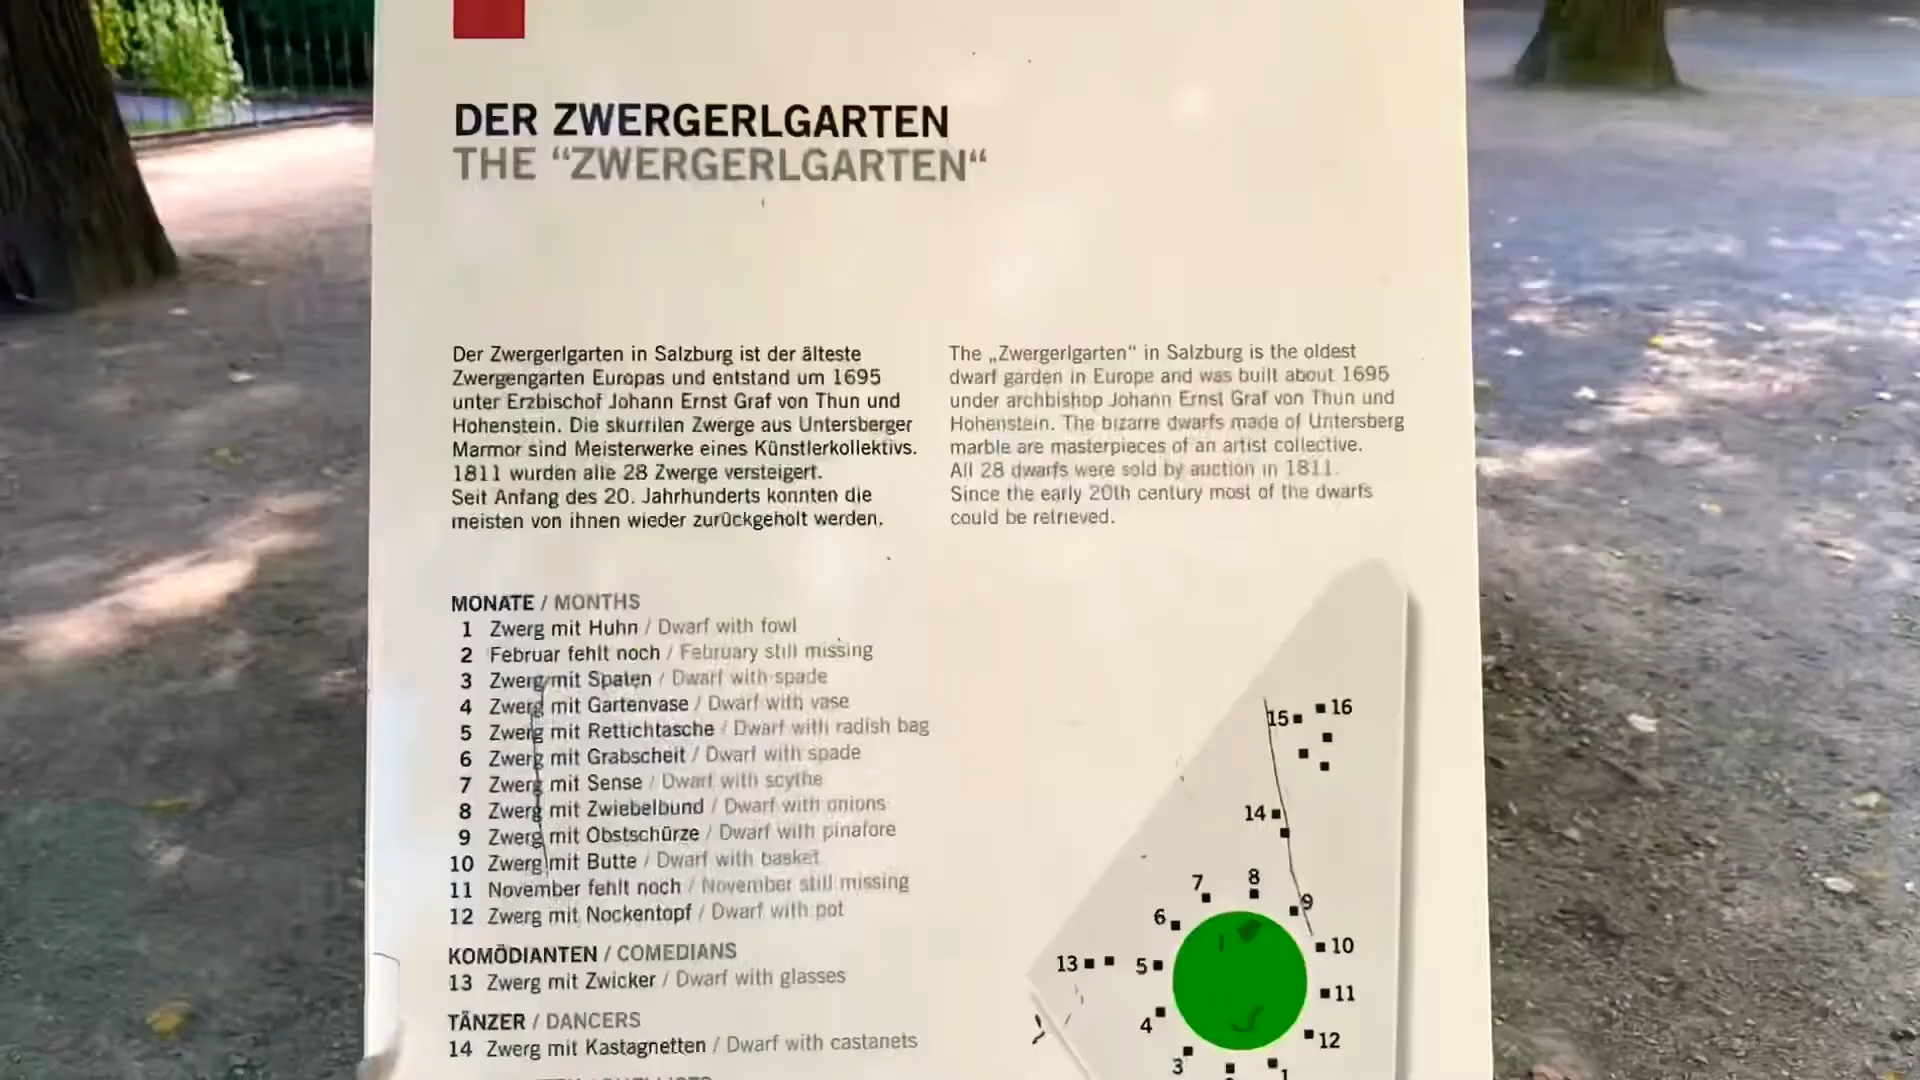 DER ZWERGERLGARTEN
THE “ZWERGERLGARTEN“
Der Zwergerlgarten in Salzburg ist der älteste
Zwergengarten Europas und entstand um 1695
unter Erzbischof Johann Ernst Graf von Thun und
Hohenstein. Die skurrilen Zwerge aus Untersberger
Marmor sind Meisterwerke eines Künstlerkollektivs.
1811 wurden alle 28 Zwerge versteigert.
Seit Anfang des 20. Jahrhunderts konnten die
meisten von ihnen wieder zurückgeholt werden.
The „Zwergerlgarten“ in Salzburg is the oldest
dwarf garden in Europe and was built about 1695
under archbishop Johann Ernst Graf von Thun und
Hohenstein. The bizarre dwarfs made of Untersberg
marble are masterpieces of an artist collective.
All 28 dwarfs were sold by auction in 1811.
Since the early 20th century most of the dwarfs
could be retrieved.
MONATE / MONTHS
1 Zwerg mit Huhn / Dwarf with fowl
2 Februar fehlt noch / February still missing
3 Zwerg mit Spaten / Dwarf with spade
4 Zwerg mit Gartenvase / Dwarf with vase
5 Zwerg mit Rettichtasche / Dwarf with radish bag
6 Zwerg mit Grabscheit / Dwarf with spade
7 Zwerg mit Sense / Dwarf with scythe
8 Zwerg mit Zwiebelbund / Dwarf with onions
9 Zwerg mit Obstschürze / Dwarf with pinafore
10 Zwerg mit Butte / Dwarf with basket
11 November fehlt noch / November still missing
12 Zwerg mit Nockentopf / Dwarf with pot
KOMÖDIANTEN / COMEDIANS
13 Zwerg mit Zwicker / Dwarf with glasses
TÄNZER / DANCERS
14 Zwerg mit Kastagnetten / Dwarf with castanets
15 16
14
7 8 9
6
10
13 5
11
4
12
3 1